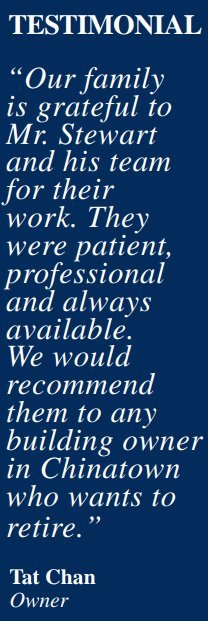 TESTIMONIAL
“Our family
is grateful to
Mr. Stewart
and his team
for their
work. They
were patient,
professional
and always
available.
We would
recommend
them to any
building owner
in Chinatown
who wants to
retire.”
Tat Chan
Owner